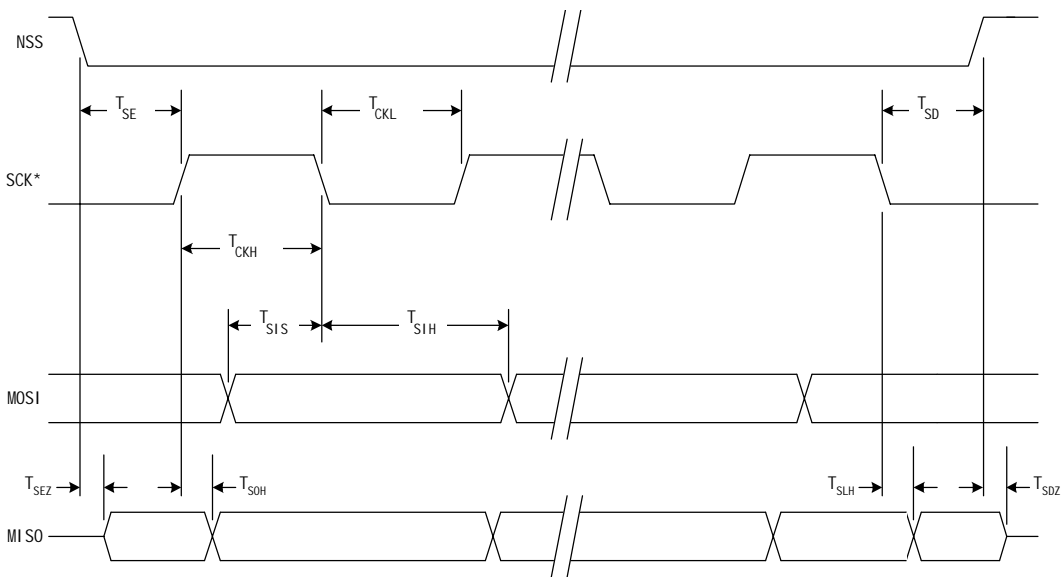 NSS
T_SE T_CKL T_SD
SCK*
T_CKH
T_SIS T_SIH
MOSI
T_SEZ T_SOH T_SLH T_SDZ
MISO